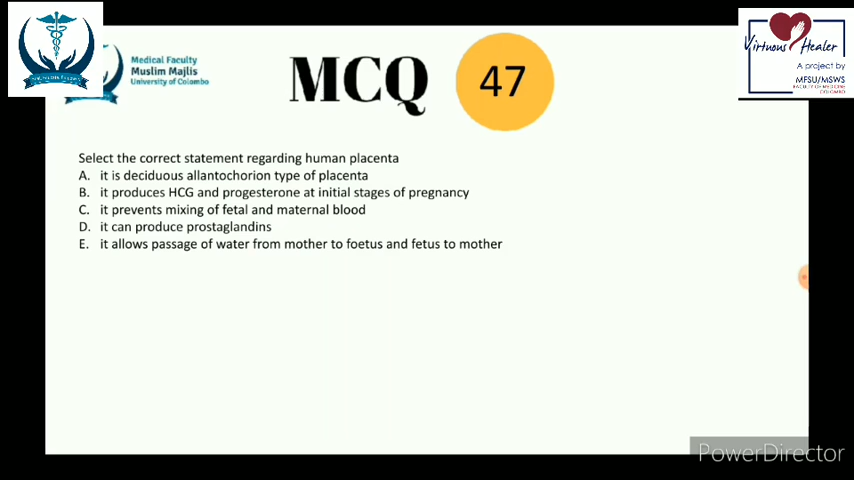 Medical Faculty
Muslim Majlis
University of Colombo
MCQ
47
Virtuous Healer
A project by
MFSU/MSWS
FACULTY OF MEDICINE
Select the correct statement regarding human placenta
A. it is deciduous allantochorion type of placenta
B. it produces HCG and progesterone at initial stages of pregnancy
C. it prevents mixing of fetal and maternal blood
D. it can produce prostaglandins
E. it allows passage of water from mother to foetus and fetus to mother
PowerDirector